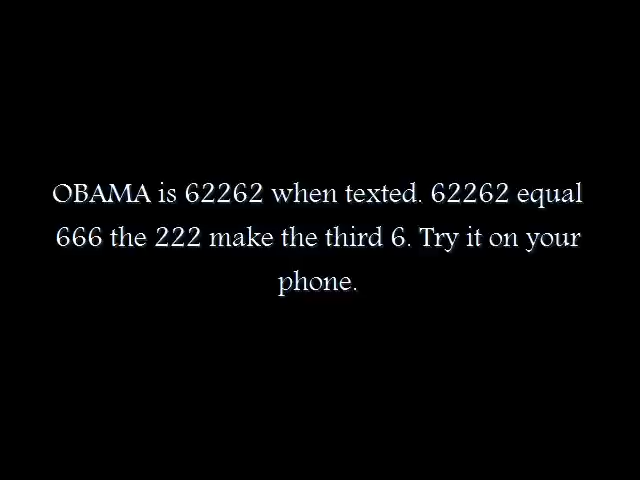 OBAMA is 62262 when texted. 62262 equal
666 the 222 make the third 6. Try it on your
phone.